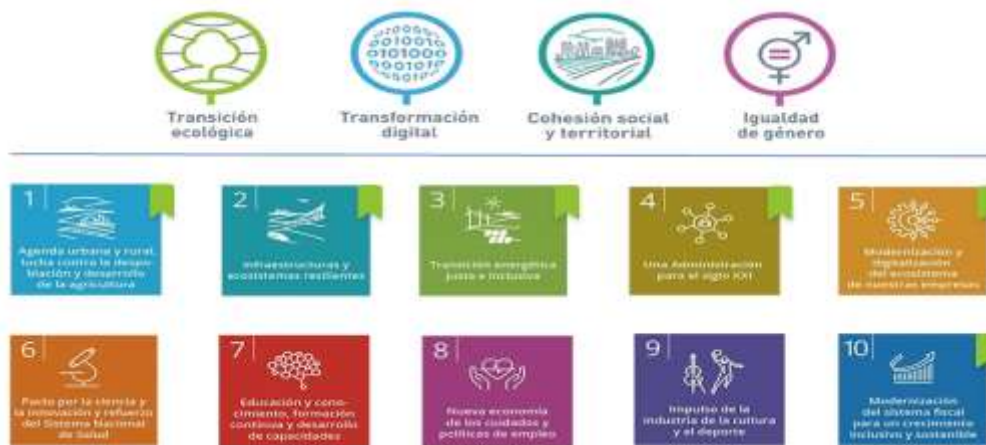 001010
101000
Transición
ecológica
Transformación
digital
Cohesión social
y territorial
Igualdad
de género
1
Agenda urbana y rural,
lucha contra la despo-
blación y desarrollo
de la agricultura
2
Infraestructuras y
ecosistemas resilientes
3
Transición energética
justa e inclusiva
4
Una Administración
para el siglo XXI
5
Modernización y
digitalización
del ecosistema
de nuestras empresas
6
Pacto por la ciencia y
la innovación y refuerzo
del Sistema Nacional
de Salud
7
Educación y cono-
cimiento, formación
continua y desarrollo
de capacidades
8
Nueva economía
de los cuidados y
políticas de empleo
9
Impulso de la
industria de la cultura
y el deporte
10
Modernización
del sistema fiscal
para un crecimiento
inclusivo y sostenible